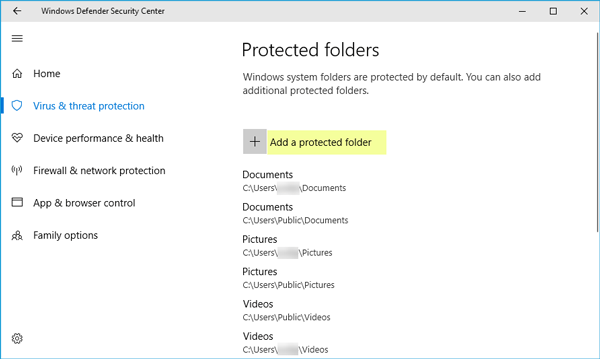 Windows Defender Security Center
Home
Virus & threat protection
Device performance & health
Firewall & network protection
App & browser control
Family options
Protected folders
Windows system folders are protected by default. You can also add
additional protected folders.
Add a protected folder
Documents
C:\Users\ \Documents
Documents
C:\Users\Public\Documents
Pictures
C:\Users\ \Pictures
Pictures
C:\Users\Public\Pictures
Videos
C:\Users\Public\Videos
Videos
C:\Users\ \Videos